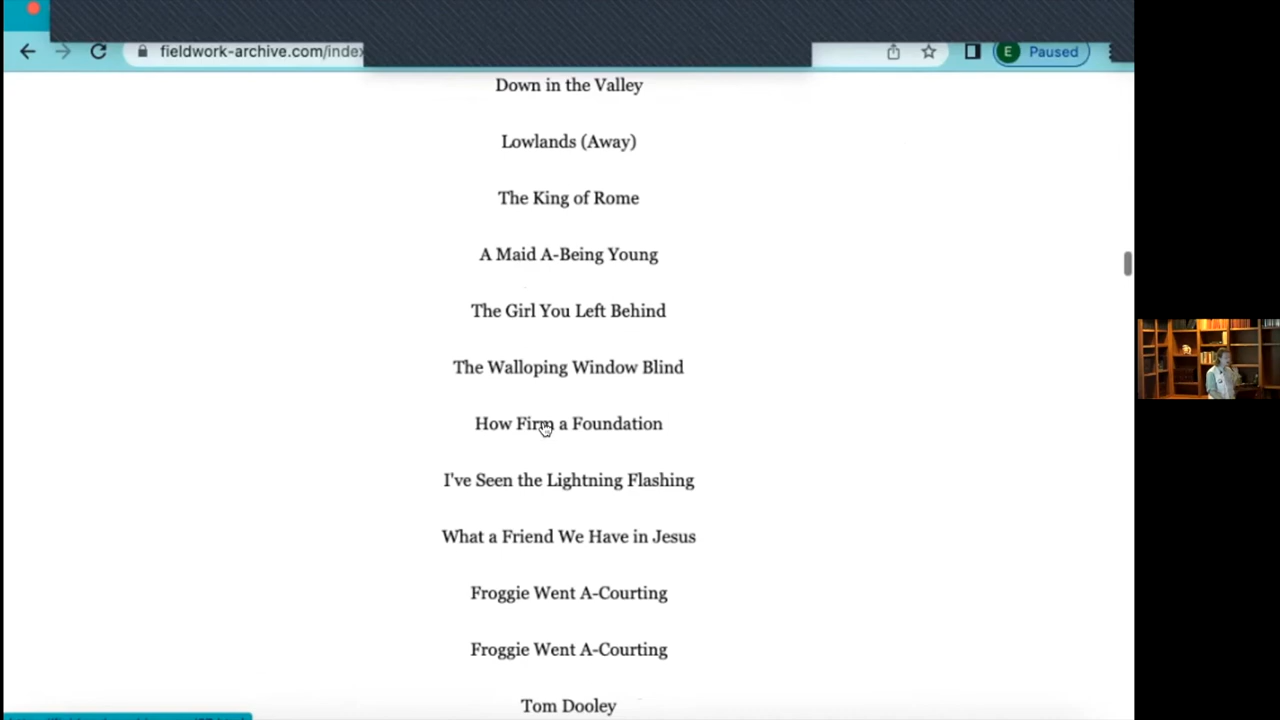 fieldwork-archive.com/index
E Paused
Down in the Valley
Lowlands (Away)
The King of Rome
A Maid A-Being Young
The Girl You Left Behind
The Walloping Window Blind
How Firm a Foundation
I've Seen the Lightning Flashing
What a Friend We Have in Jesus
Froggie Went A-Courting
Froggie Went A-Courting
Tom Dooley